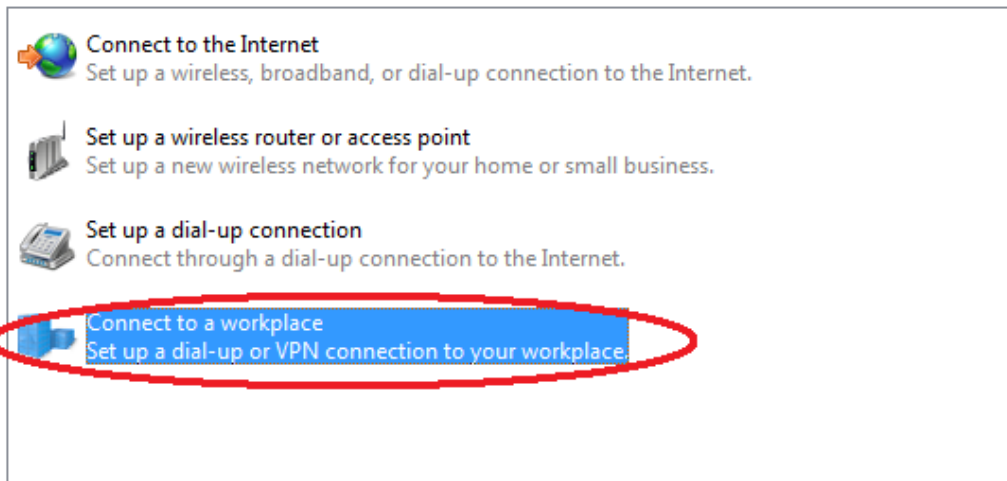 Connect to the Internet
Set up a wireless, broadband, or dial-up connection to the Internet.
Set up a wireless router or access point
Set up a new wireless network for your home or small business.
Set up a dial-up connection
Connect through a dial-up connection to the Internet.
Connect to a workplace
Set up a dial-up or VPN connection to your workplace.